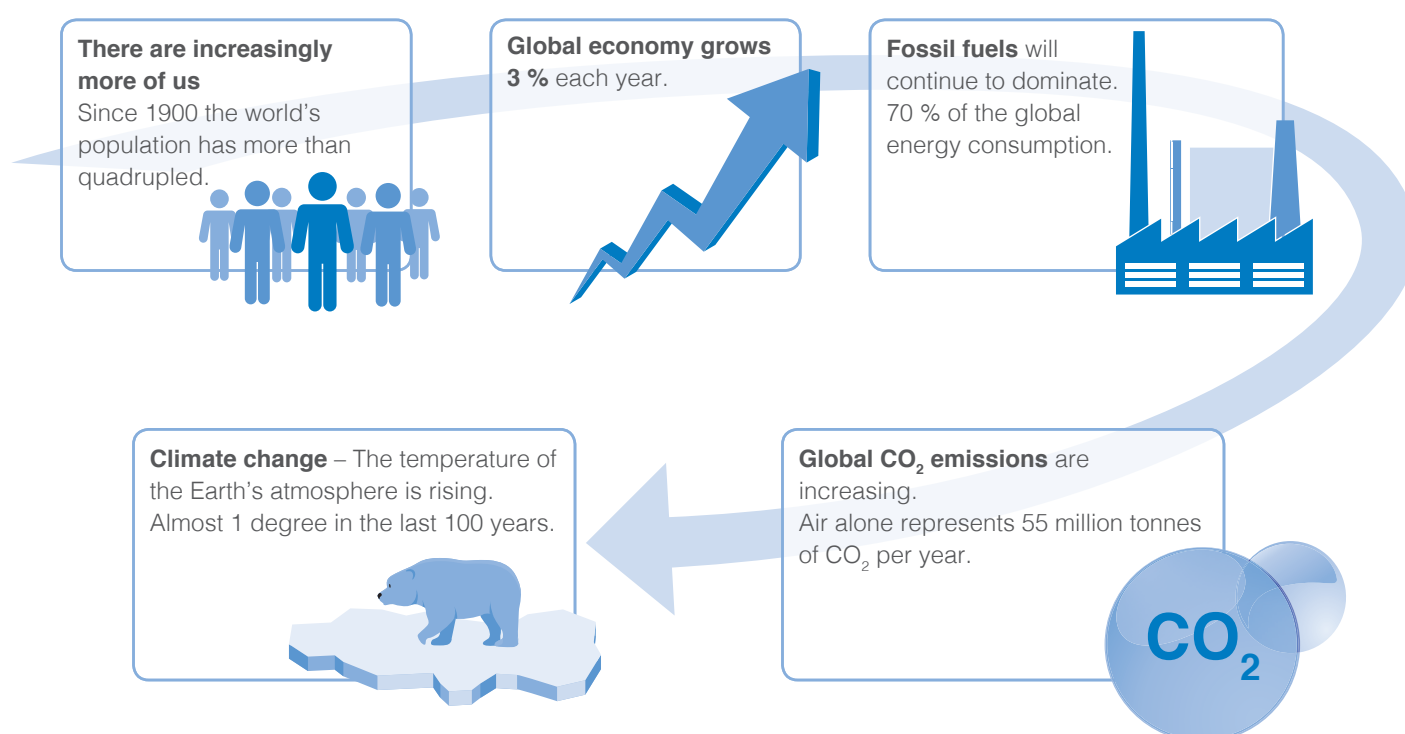 There are increasingly
more of us
Since 1900 the world's
population has more than
quadrupled.
Global economy grows
3 % each year.
Fossil fuels will
continue to dominate.
70 % of the global
energy consumption.
Global CO₂ emissions are
increasing.
Air alone represents 55 million tonnes
of CO₂ per year.
CO₂
Climate change – The temperature of
the Earth's atmosphere is rising.
Almost 1 degree in the last 100 years.